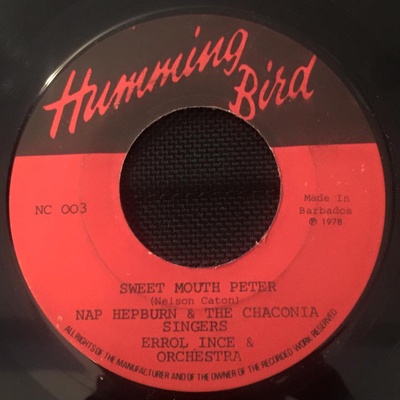 Humming
Bird
NC 003
Made In
Barbados
℗ 1978
SWEET MOUTH PETER
(Nelson Caton)
NAP HEPBURN & THE CHACONIA
SINGERS
ERROL INCE &
ORCHESTRA
ALL RIGHTS OF THE MANUFACTURER AND OF THE OWNER OF THE RECORDED WORK RESERVED